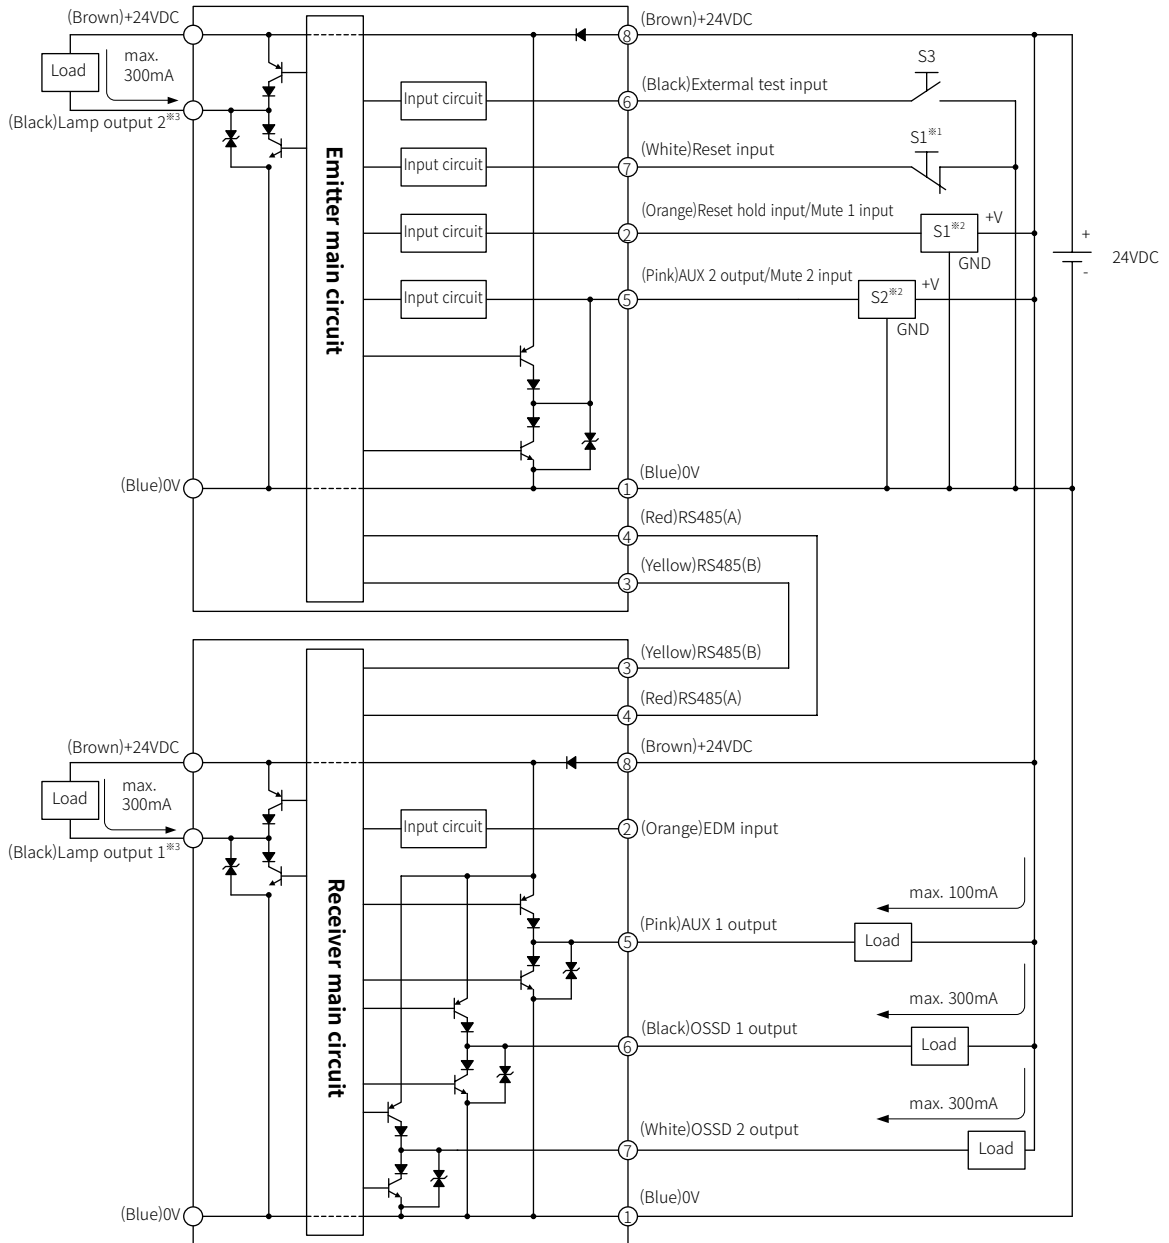 (Brown)+24VDC
Load
max.
300mA
(Black)Lamp output 2※3
Emitter main circuit
Input circuit
Input circuit
Input circuit
Input circuit
(Blue)0V
8
(Brown)+24VDC
6
(Black)Extermal test input
S3
7
(White)Reset input
S1※1
2
(Orange)Reset hold input/Mute 1 input
S1※2
+V
GND
5
(Pink)AUX 2 output/Mute 2 input
S2※2
+V
GND
+
-
24VDC
1
(Blue)0V
4
(Red)RS485(A)
3
(Yellow)RS485(B)
3
(Yellow)RS485(B)
4
(Red)RS485(A)
(Brown)+24VDC
Load
max.
300mA
(Black)Lamp output 1※3
Receiver main circuit
Input circuit
(Blue)0V
8
(Brown)+24VDC
2
(Orange)EDM input
max. 100mA
5
(Pink)AUX 1 output
Load
max. 300mA
6
(Black)OSSD 1 output
Load
max. 300mA
7
(White)OSSD 2 output
Load
1
(Blue)0V